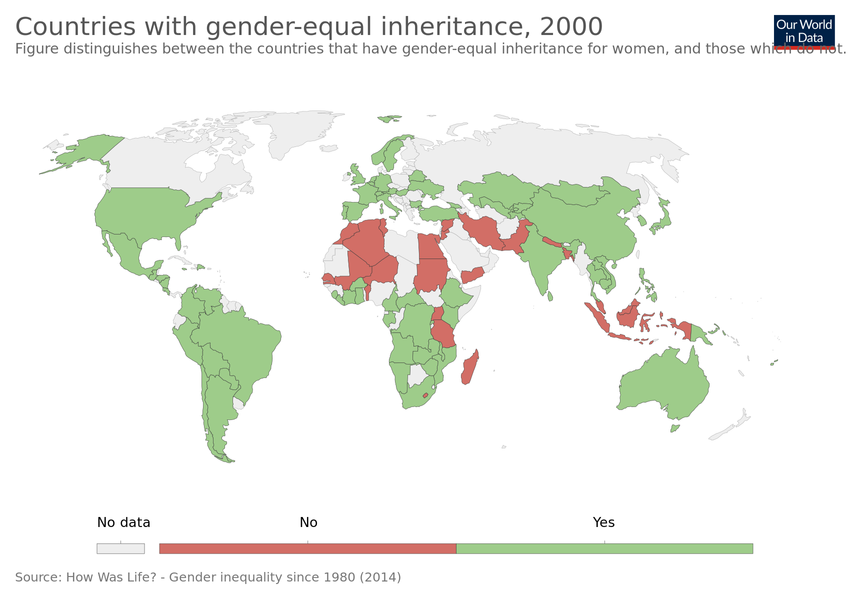 Countries with gender-equal inheritance, 2000
Our World
in Data
Figure distinguishes between the countries that have gender-equal inheritance for women, and those which do not.
No data
No
Yes
Source: How Was Life? - Gender inequality since 1980 (2014)